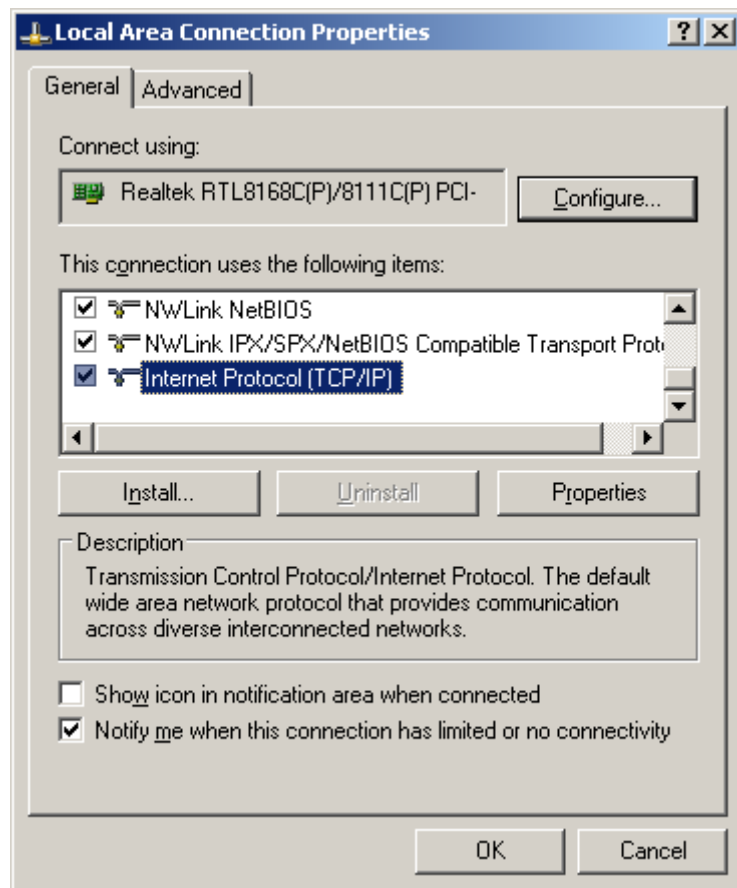 Local Area Connection Properties
General
Advanced
Connect using:
Realtek RTL8168C(P)/8111C(P) PCI-
Configure...
This connection uses the following items:
NWLink NetBIOS
NWLink IPX/SPX/NetBIOS Compatible Transport Proto
Internet Protocol (TCP/IP)
Install...
Uninstall
Properties
Description
Transmission Control Protocol/Internet Protocol. The default
wide area network protocol that provides communication
across diverse interconnected networks.
Show icon in notification area when connected
Notify me when this connection has limited or no connectivity
OK
Cancel